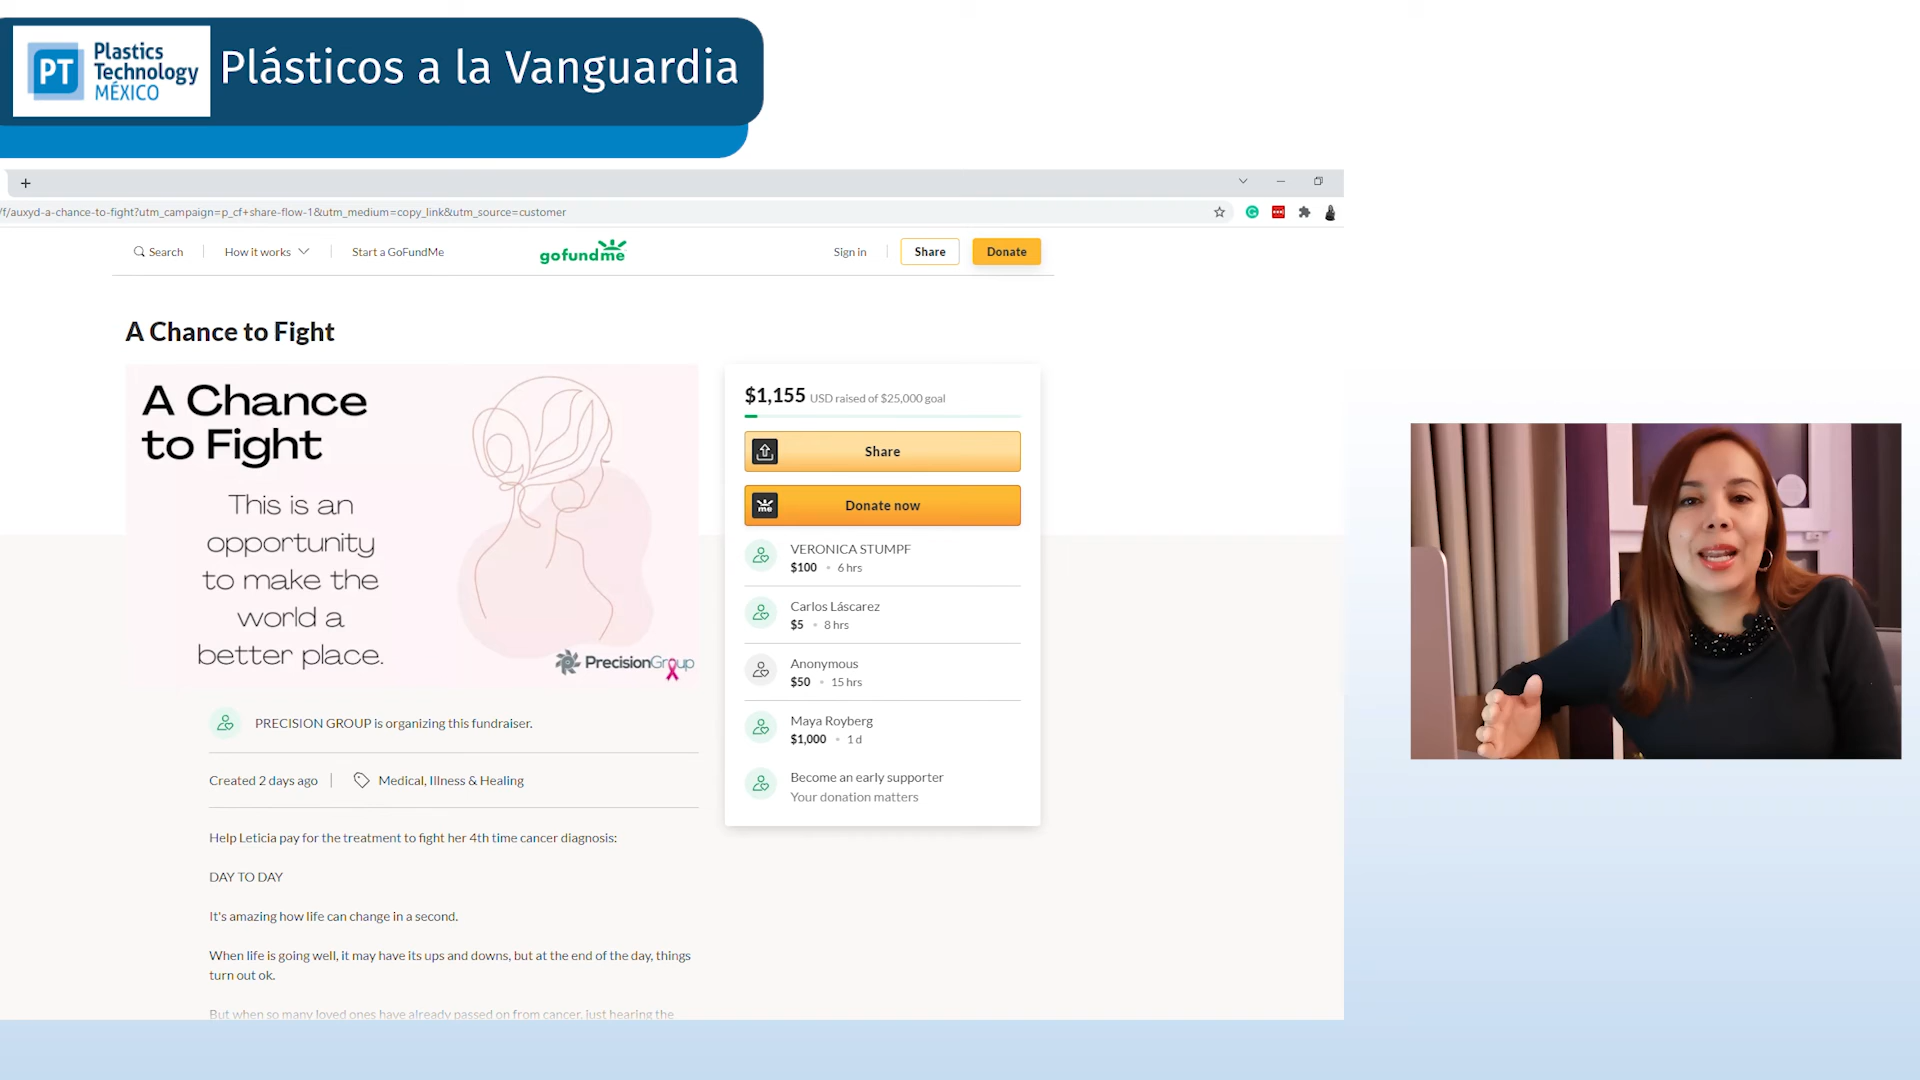 PT
Plastics
Technology
MÉXICO
Plásticos a la Vanguardia
/f/auxyd-a-chance-to-fight?utm_campaign=p_cf+share-flow-1&utm_medium=copy_link&utm_source=customer
Search
How it works
Start a GoFundMe
gofundme
Sign in
Share
Donate
A Chance to Fight
A Chance
to Fight
This is an
opportunity
to make the
world a
better place.
PrecisionGroup
PRECISION GROUP is organizing this fundraiser.
Created 2 days ago
Medical, Illness & Healing
Help Leticia pay for the treatment to fight her 4th time cancer diagnosis:
DAY TO DAY
It's amazing how life can change in a second.
When life is going well, it may have its ups and downs, but at the end of the day, things
turn out ok.
But when so many loved ones have already passed on from cancer, just hearing the
$1,155 USD raised of $25,000 goal
Share
me
Donate now
VERONICA STUMPF
$100 • 6 hrs
Carlos Láscarez
$5 • 8 hrs
Anonymous
$50 • 15 hrs
Maya Royberg
$1,000 • 1 d
Become an early supporter
Your donation matters